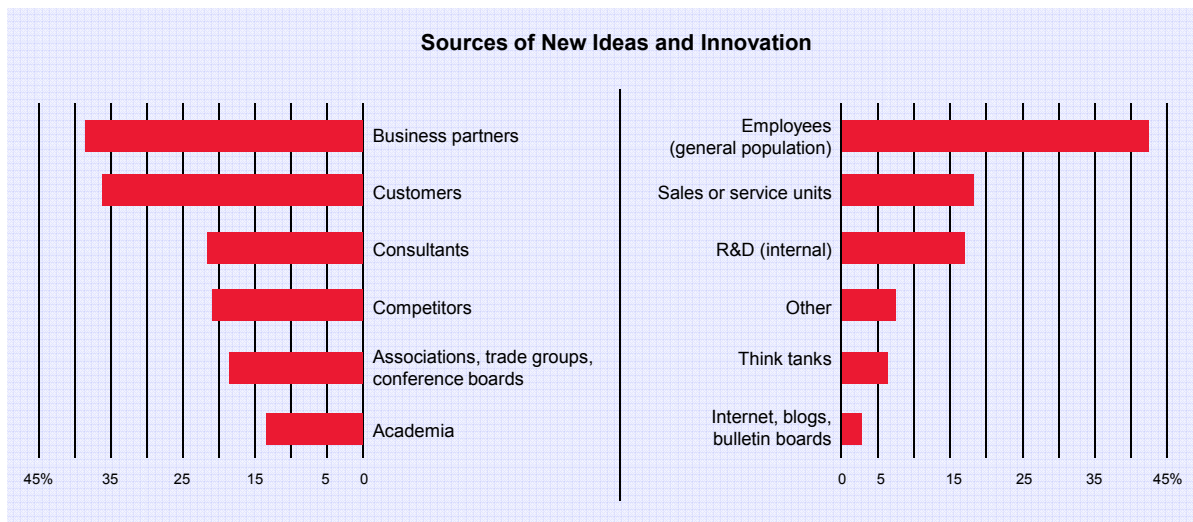 Sources of New Ideas and Innovation
Business partners
Customers
Consultants
Competitors
Associations, trade groups,
conference boards
Academia
45% 35 25 15 5 0
Employees
(general population)
Sales or service units
R&D (internal)
Other
Think tanks
Internet, blogs,
bulletin boards
0 5 15 25 35 45%